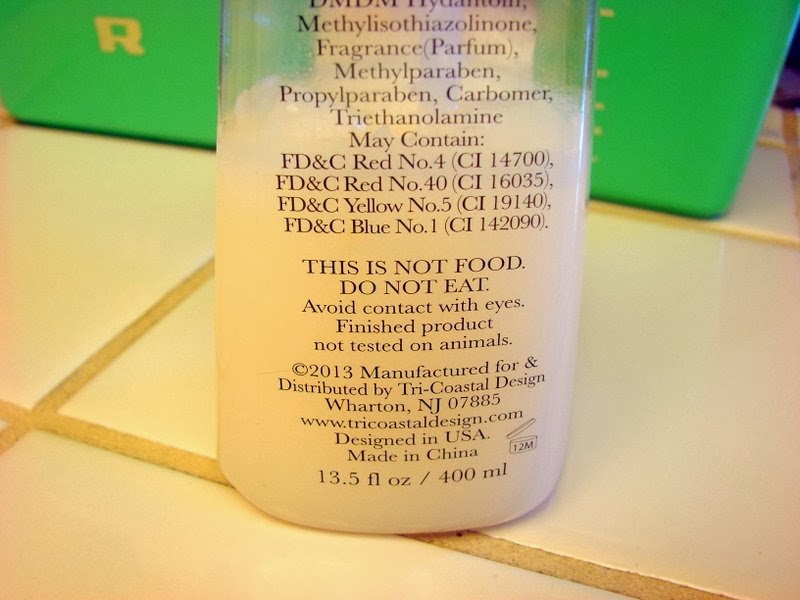 R
DMDM Hydantoin,
Methylisothiazolinone,
Fragrance(Parfum),
Methylparaben,
Propylparaben, Carbomer,
Triethanolamine
May Contain:
FD&C Red No.4 (CI 14700),
FD&C Red No.40 (CI 16035),
FD&C Yellow No.5 (CI 19140),
FD&C Blue No.1 (CI 142090).
THIS IS NOT FOOD.
DO NOT EAT.
Avoid contact with eyes.
Finished product
not tested on animals.
©2013 Manufactured for &
Distributed by Tri-Coastal Design
Wharton, NJ 07885
www.tricoastaldesign.com
Designed in USA.
Made in China
12M
13.5 fl oz / 400 ml